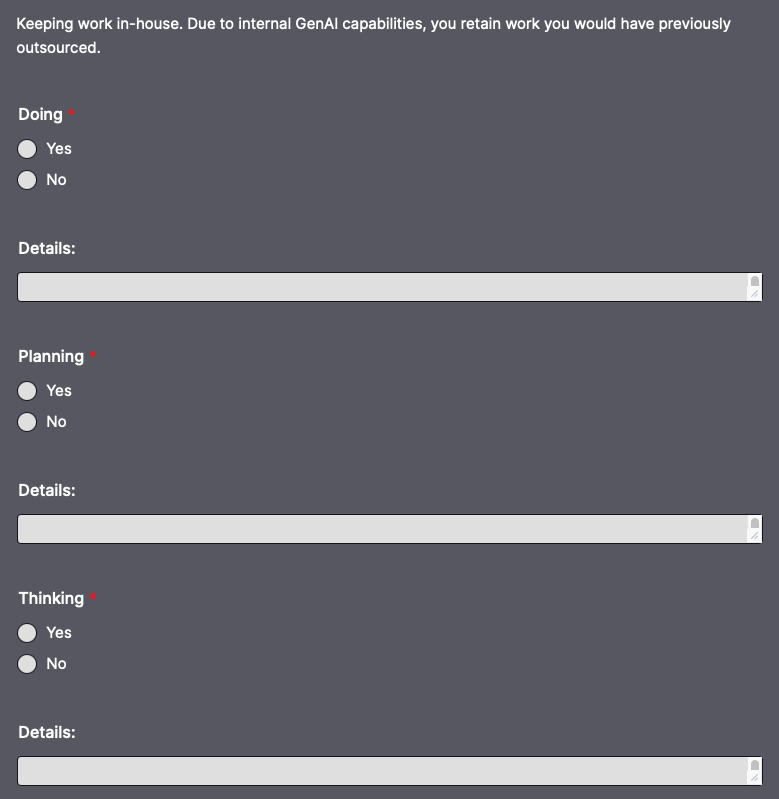 Keeping work in-house. Due to internal GenAI capabilities, you retain work you would have previously
outsourced.
Doing *
Yes
No
Details:
Planning *
Yes
No
Details:
Thinking *
Yes
No
Details: